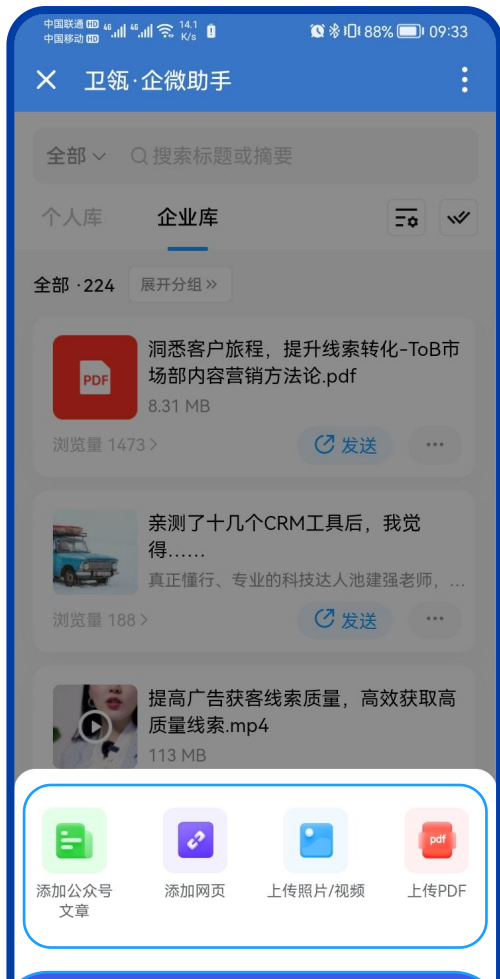 中国联通 HD 4G 4G 14.1 K/s 88% 09:33
中国移动 HD
卫瓴·企微助手
全部 搜索标题或摘要
个人库 企业库
全部 ·224 展开分组
洞悉客户旅程，提升线索转化-ToB市
场部内容营销方法论.pdf
PDF
8.31 MB
浏览量 1473 发送 ...
亲测了十几个CRM工具后，我觉
得……
真正懂行、专业的科技达人池建强老师，...
浏览量 188 发送 ...
提高广告获客线索质量，高效获取高
质量线索.mp4
113 MB
pdf
添加公众号 添加网页 上传照片/视频 上传PDF
文章